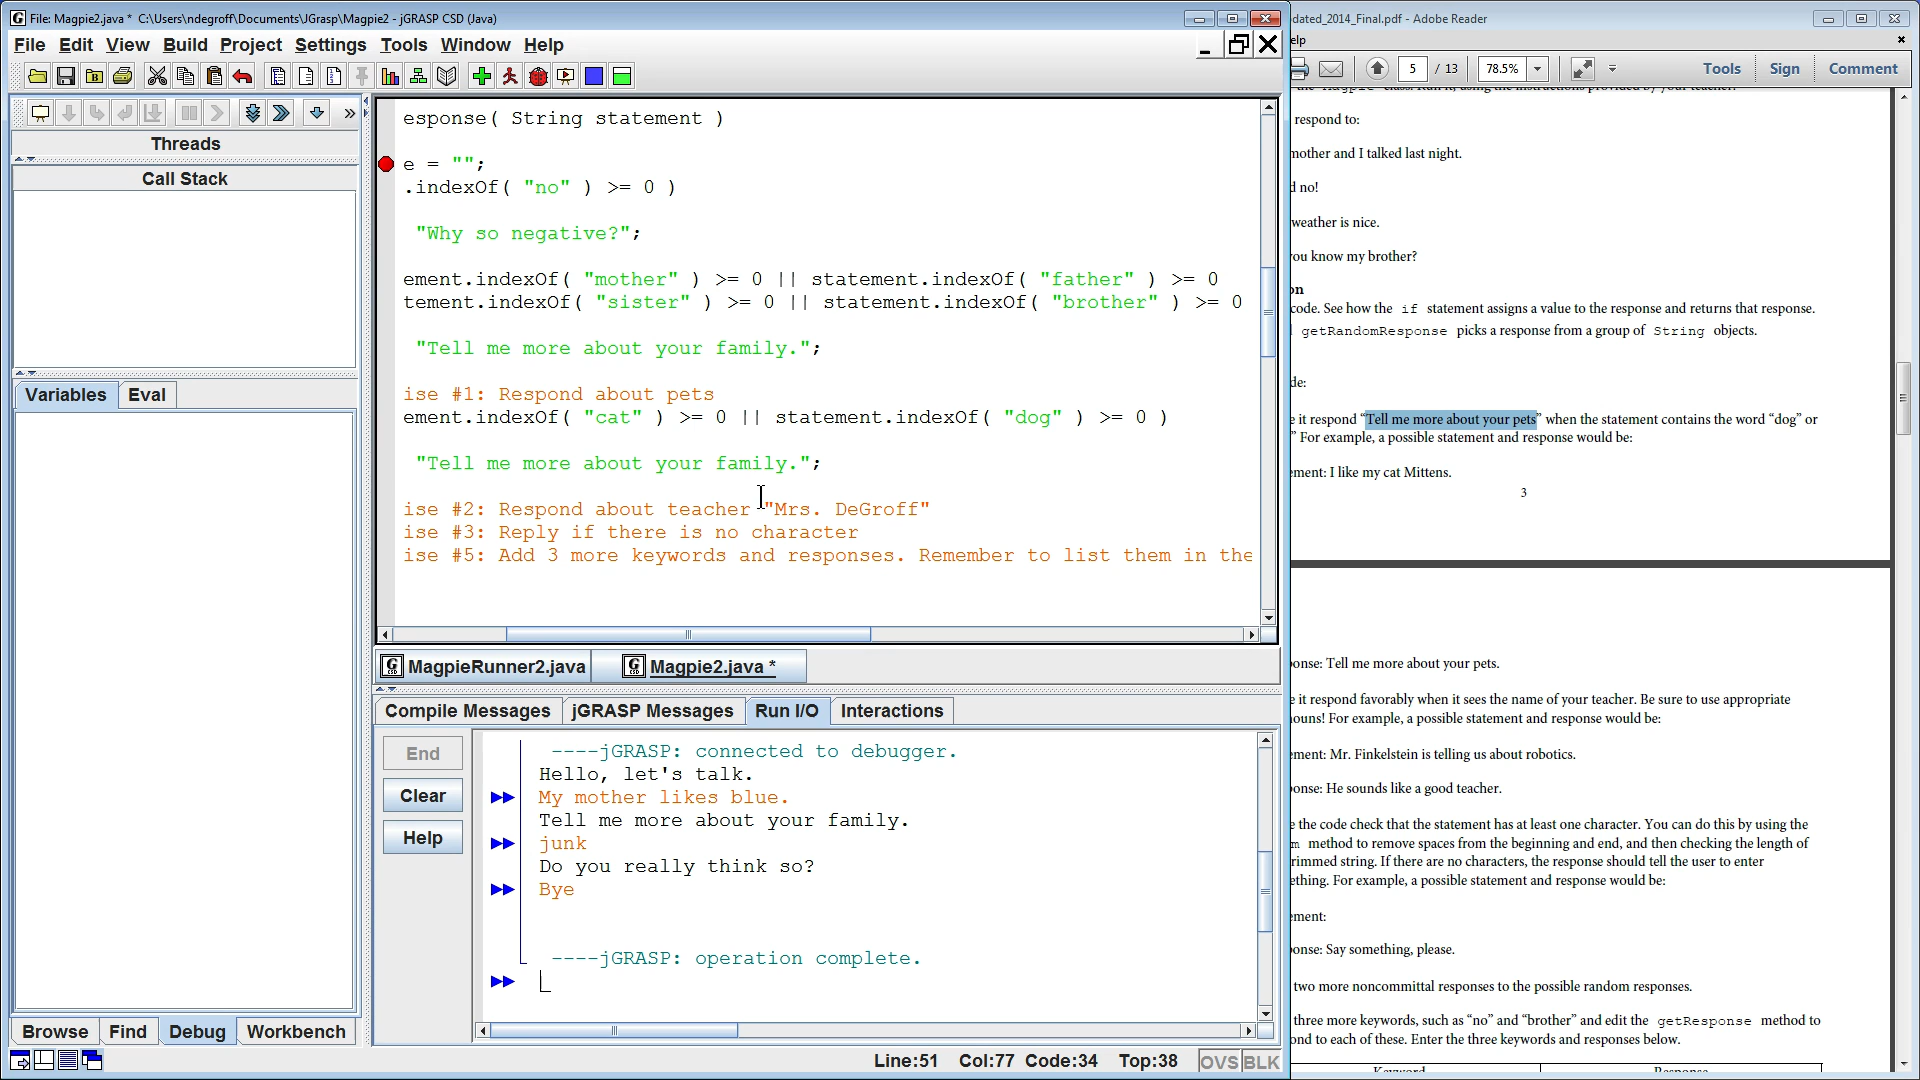 File: Magpie2.java * C:\Users\ndegroff\Documents\JGrasp\Magpie2 - jGRASP CSD (Java)
File Edit View Build Project Settings Tools Window Help
Threads
Call Stack
Variables Eval
Browse Find Debug Workbench
esponse( String statement )
e = "";
.indexOf( "no" ) >= 0 )
"Why so negative?";
ement.indexOf( "mother" ) >= 0 || statement.indexOf( "father" ) >= 0
tement.indexOf( "sister" ) >= 0 || statement.indexOf( "brother" ) >= 0
"Tell me more about your family.";
ise #1: Respond about pets
ement.indexOf( "cat" ) >= 0 || statement.indexOf( "dog" ) >= 0 )
"Tell me more about your family.";
ise #2: Respond about teacher "Mrs. DeGroff"
ise #3: Reply if there is no character
ise #5: Add 3 more keywords and responses. Remember to list them in the
MagpieRunner2.java Magpie2.java *
Compile Messages jGRASP Messages Run I/O Interactions
End
Clear
Help
----jGRASP: connected to debugger.
Hello, let's talk.
My mother likes blue.
Tell me more about your family.
junk
Do you really think so?
Bye
----jGRASP: operation complete.
Line:51 Col:77 Code:34 Top:38 OVS BLK
dated_2014_Final.pdf - Adobe Reader
elp
5 / 13 78.5% Tools Sign Comment
respond to:
mother and I talked last night.
d no!
weather is nice.
ou know my brother?
on
code. See how the if statement assigns a value to the response and returns that response.
getRandomResponse picks a response from a group of String objects.
de:
e it respond “Tell me more about your pets” when the statement contains the word “dog” or
” For example, a possible statement and response would be:
ement: I like my cat Mittens.
3
onse: Tell me more about your pets.
e it respond favorably when it sees the name of your teacher. Be sure to use appropriate
nouns! For example, a possible statement and response would be:
ement: Mr. Finkelstein is telling us about robotics.
onse: He sounds like a good teacher.
e the code check that the statement has at least one character. You can do this by using the
m method to remove spaces from the beginning and end, and then checking the length of
rimmed string. If there are no characters, the response should tell the user to enter
ething. For example, a possible statement and response would be:
ement:
onse: Say something, please.
two more noncommittal responses to the possible random responses.
three more keywords, such as “no” and “brother” and edit the getResponse method to
ond to each of these. Enter the three keywords and responses below.
Keyword Response